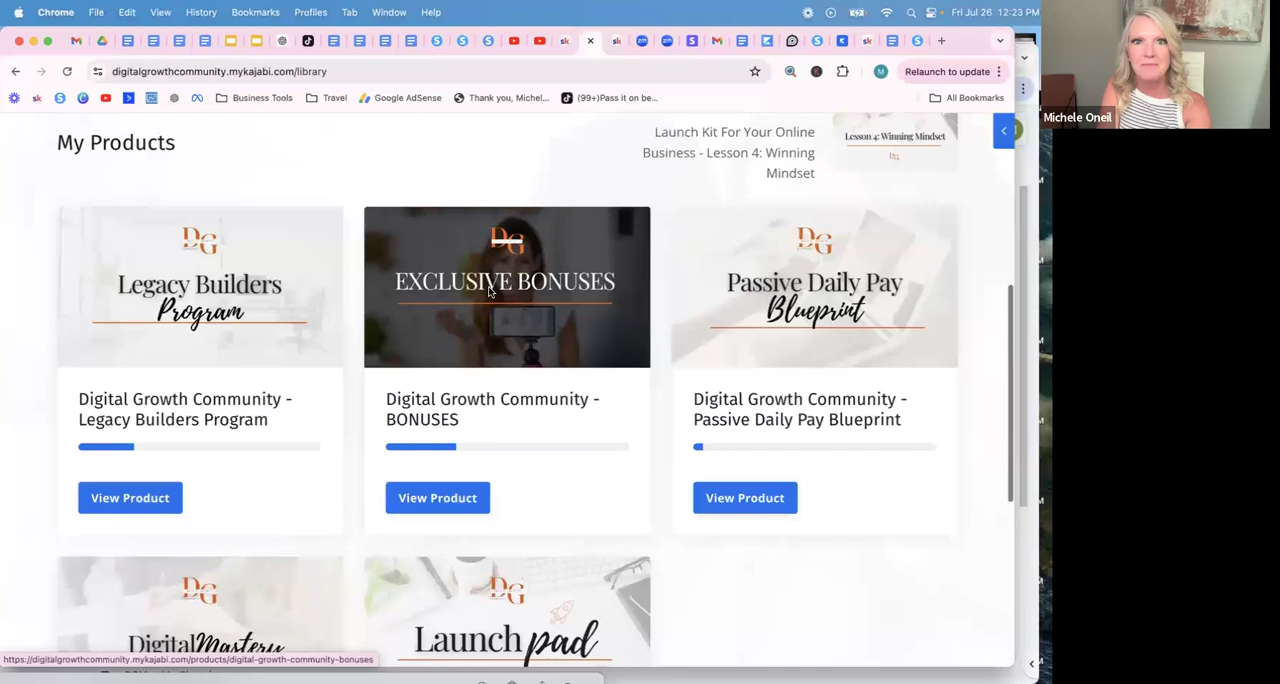 Chrome File Edit View History Bookmarks Profiles Tab Window Help
Fri Jul 26 12:23 PM
digitalgrowthcommunity.mykajabi.com/library
Relaunch to update
Business Tools
Travel
Google AdSense
Thank you, Michel...
(99+)Pass it on be...
All Bookmarks
Michele Oneil
My Products
Launch Kit For Your Online
Business - Lesson 4: Winning
Mindset
Lesson 4: Winning Mindset
DG
Legacy Builders
Program
DG
EXCLUSIVE BONUSES
DG
Passive Daily Pay
Blueprint
Digital Growth Community -
Legacy Builders Program
Digital Growth Community -
BONUSES
Digital Growth Community -
Passive Daily Pay Blueprint
View Product
View Product
View Product
DG
Digital Mastery
DG
Launch pad
https://digitalgrowthcommunity.mykajabi.com/products/digital-growth-community-bonuses